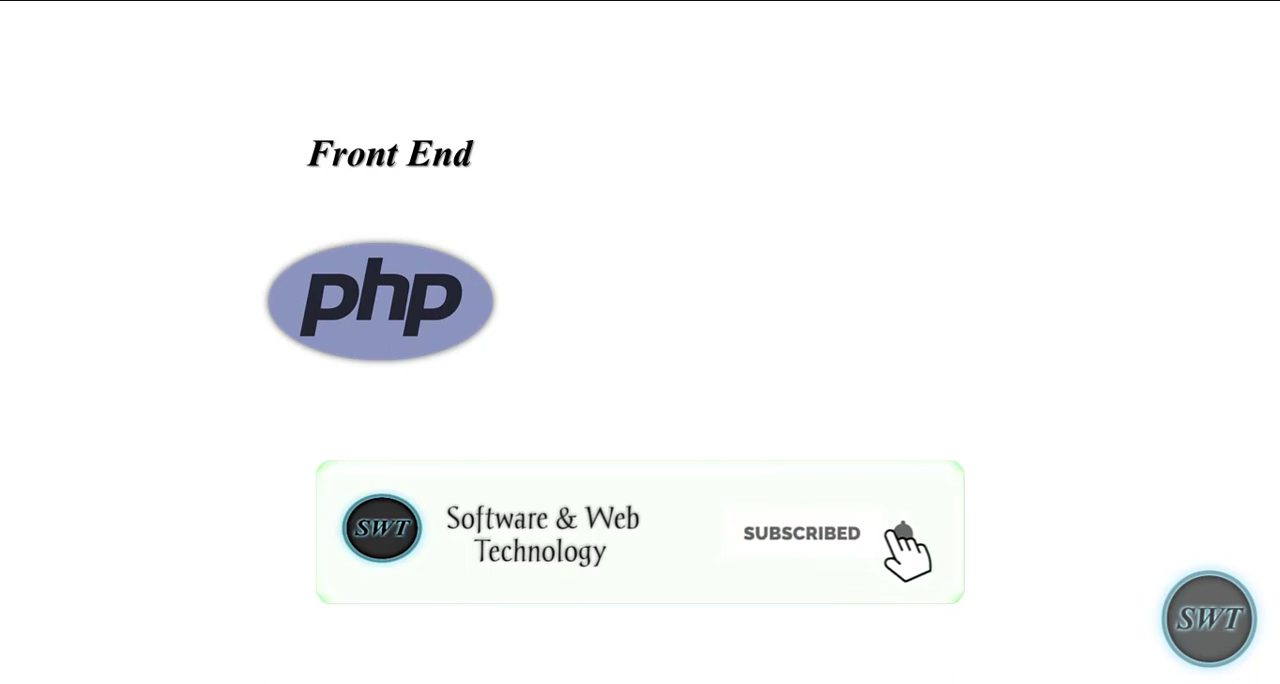 Front End
php
Software & Web
Technology
SUBSCRIBED
SWT
SWT